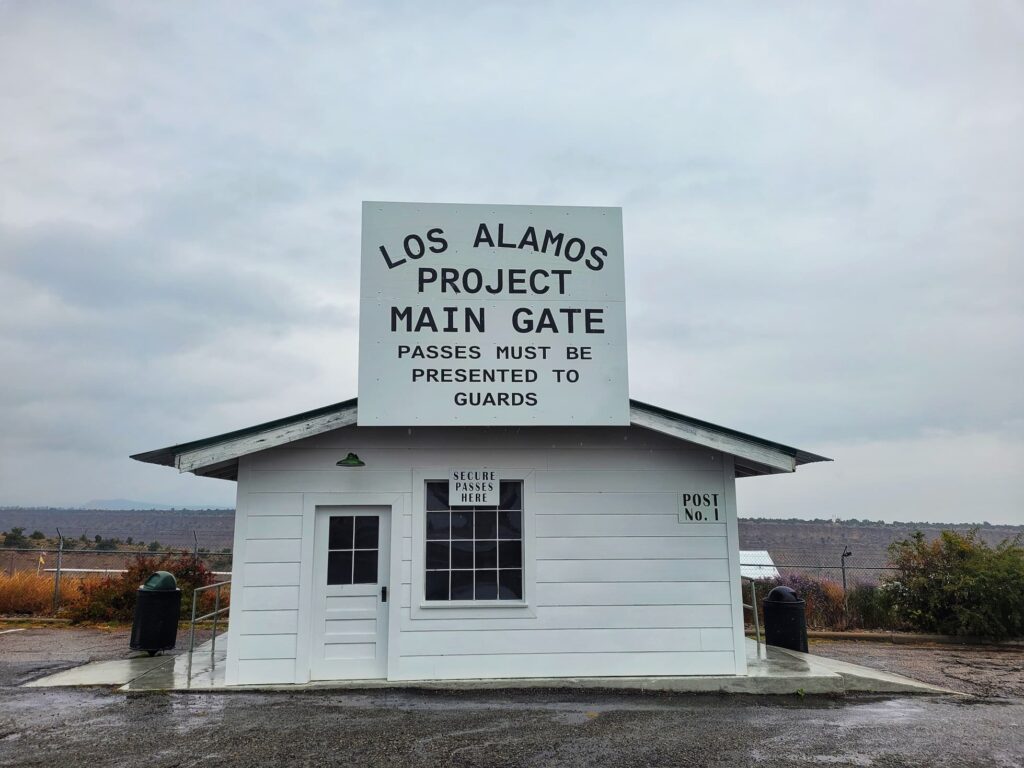 LOS ALAMOS
PROJECT
MAIN GATE
PASSES MUST BE
PRESENTED TO
GUARDS
SECURE
PASSES
HERE
POST
No. 1